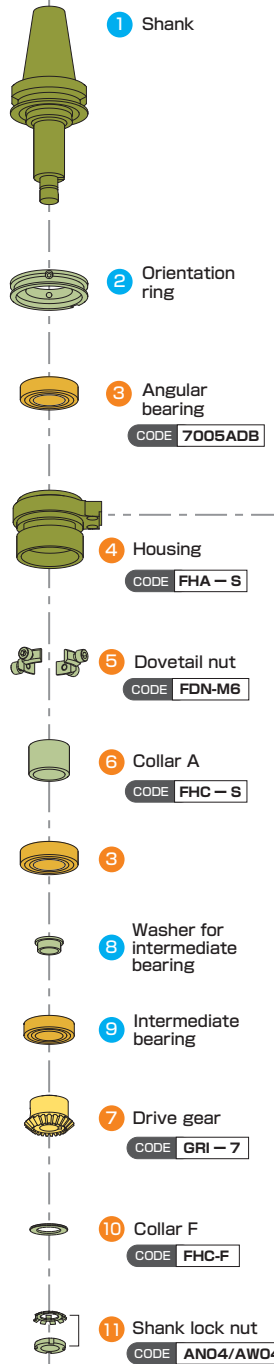 1 Shank
2 Orientation
ring
3 Angular
bearing
CODE 7005ADB
4 Housing
CODE FHA－S
5 Dovetail nut
CODE FDN-M6
6 Collar A
CODE FHC－S
3
8 Washer for
intermediate
bearing
9 Intermediate
bearing
7 Drive gear
CODE GRI－7
10 Collar F
CODE FHC-F
11 Shank lock nut
CODE AN04/AW04